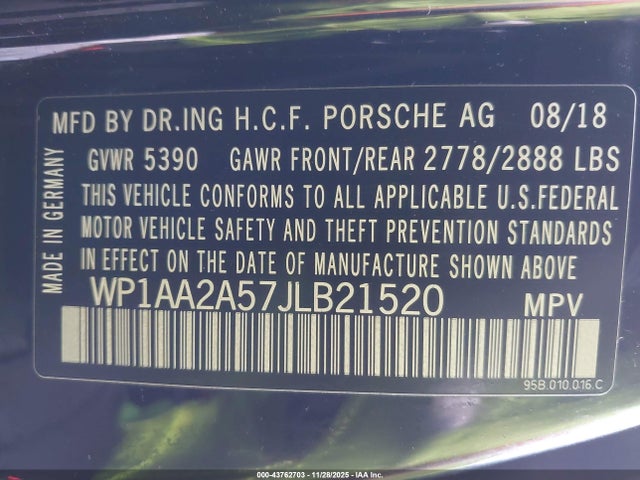 MFD BY DR.ING H.C.F. PORSCHE AG 08/18
GVWR 5390 GAWR FRONT/REAR 2778/2888 LBS
THIS VEHICLE CONFORMS TO ALL APPLICABLE U.S.FEDERAL
MOTOR VEHICLE SAFETY AND THEFT PREVENTION STANDARDS
IN EFFECT ON THE DATE OF MANUFACTURE SHOWN ABOVE
WP1AA2A57JLB21520 MPV
95B.010.016.C
MADE IN GERMANY
000-43762703 - 11/28/2025 - IAA Inc.